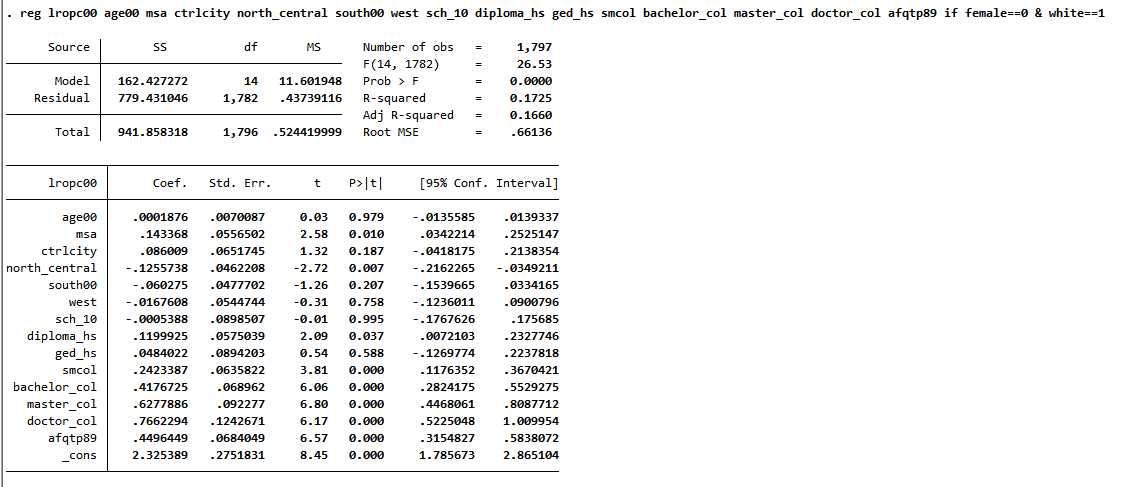 . reg lropc00 age00 msa ctrlcity north_central south00 west sch_10 diploma_hs ged_hs smcol bachelor_col master_col doctor_col afqtp89 if female==0 & white==1
Source SS df MS Number of obs = 1,797
F(14, 1782) = 26.53
Model 162.427272 14 11.601948 Prob > F = 0.0000
Residual 779.431046 1,782 .43739116 R-squared = 0.1725
Adj R-squared = 0.1660
Total 941.858318 1,796 .524419999 Root MSE = .66136
lropc00 Coef. Std. Err. t P>|t| [95% Conf. Interval]
age00 .0001876 .0070087 0.03 0.979 -.0135585 .0139337
msa .143368 .0556502 2.58 0.010 .0342214 .2525147
ctrlcity .086009 .0651745 1.32 0.187 -.0418175 .2138354
north_central -.1255738 .0462208 -2.72 0.007 -.2162265 -.0349211
south00 -.060275 .0477702 -1.26 0.207 -.1539665 .0334165
west -.0167608 .0544744 -0.31 0.758 -.1236011 .0900796
sch_10 -.0005388 .0898507 -0.01 0.995 -.1767626 .175685
diploma_hs .1199925 .0575039 2.09 0.037 .0072103 .2327746
ged_hs .0484022 .0894203 0.54 0.588 -.1269774 .2237818
smcol .2423387 .0635822 3.81 0.000 .1176352 .3670421
bachelor_col .4176725 .068962 6.06 0.000 .2824175 .5529275
master_col .6277886 .092277 6.80 0.000 .4468061 .8087712
doctor_col .7662294 .1242671 6.17 0.000 .5225048 1.009954
afqtp89 .4496449 .0684049 6.57 0.000 .3154827 .5838072
_cons 2.325389 .2751831 8.45 0.000 1.785673 2.865104